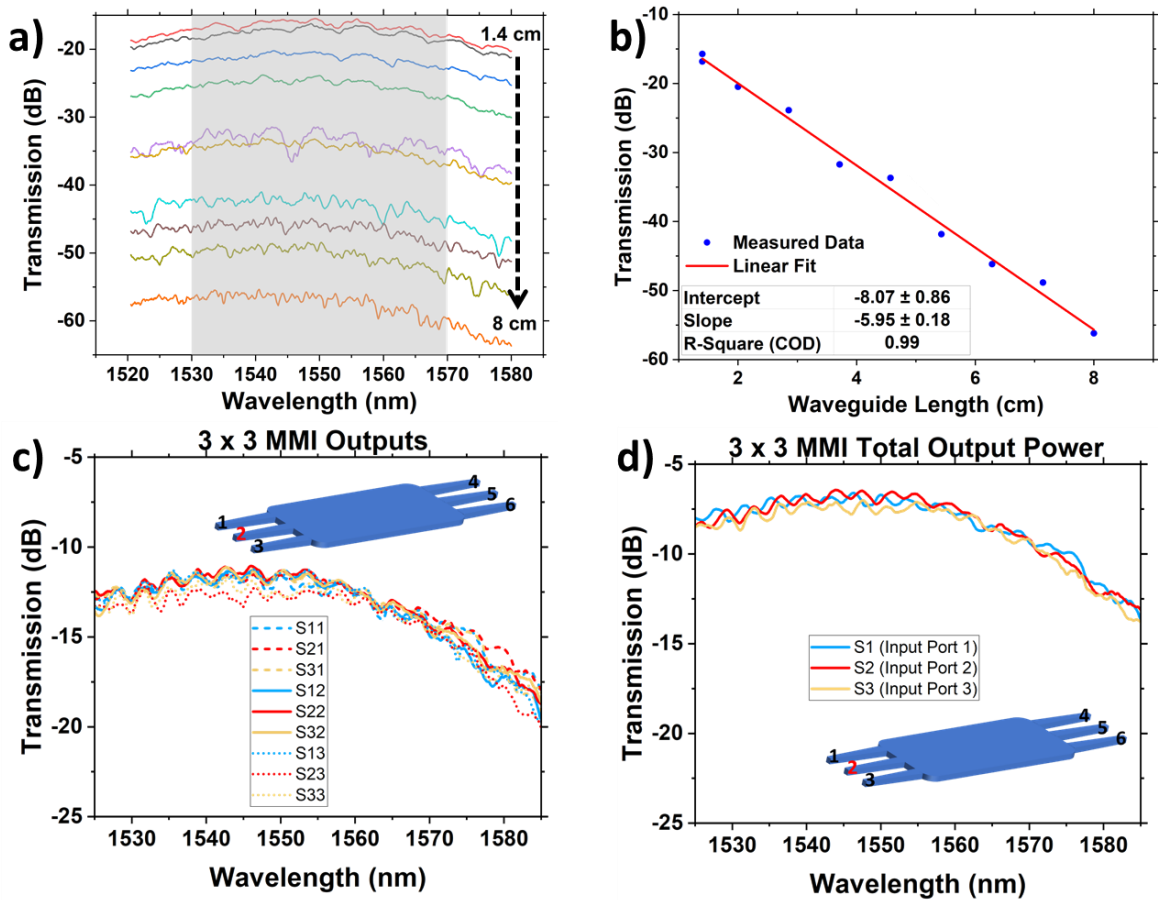 a)
1.4 cm
8 cm
-20
-30
-40
-50
-60
Transmission (dB)
1520 1530 1540 1550 1560 1570 1580
Wavelength (nm)
b)
-10
-20
-30
-40
-50
-60
Transmission (dB)
Measured Data
Linear Fit
Intercept -8.07 ± 0.86
Slope -5.95 ± 0.18
R-Square (COD) 0.99
2 4 6 8
Waveguide Length (cm)
c)
3 x 3 MMI Outputs
-5
-10
-15
-20
-25
Transmission (dB)
1
2
3
4
5
6
S11
S21
S31
S12
S22
S32
S13
S23
S33
1530 1540 1550 1560 1570 1580
Wavelength (nm)
d)
3 x 3 MMI Total Output Power
-5
-10
-15
-20
-25
Transmission (dB)
S1 (Input Port 1)
S2 (Input Port 2)
S3 (Input Port 3)
1
2
3
4
5
6
1530 1540 1550 1560 1570 1580
Wavelength (nm)